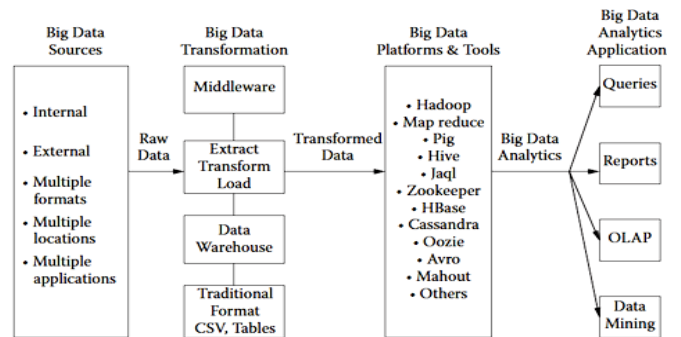 Big Data
Sources
Big Data
Transformation
Big Data
Platforms & Tools
Big Data
Analytics
Application
• Internal
• External
• Multiple
formats
• Multiple
locations
• Multiple
applications
Raw
Data
Middleware
Extract
Transform
Load
Data
Warehouse
Traditional
Format
CSV, Tables
Transformed
Data
• Hadoop
• Map reduce
• Pig
• Hive
• Jaql
• Zookeeper
• HBase
• Cassandra
• Oozie
• Avro
• Mahout
• Others
Big Data
Analytics
Queries
Reports
OLAP
Data
Mining